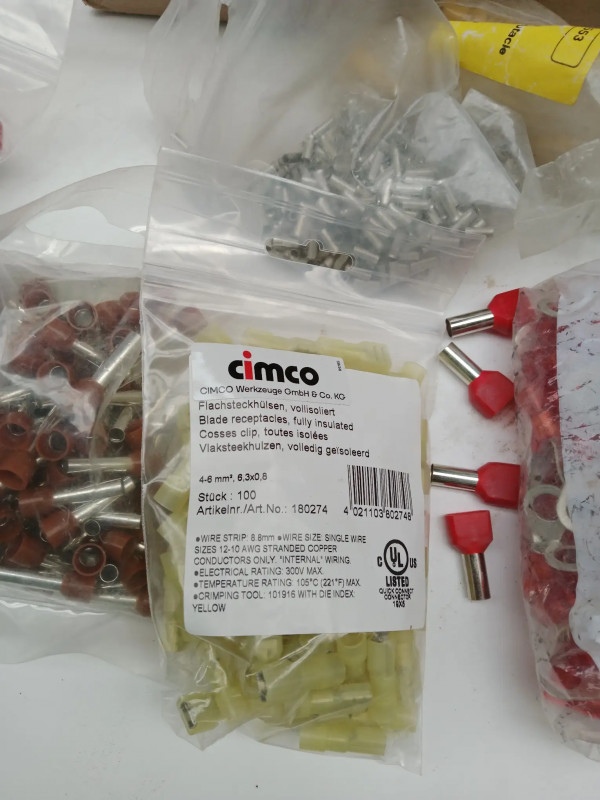 S53
ptacle
cimco
CIMCO Werkzeuge GmbH & Co. KG
Flachsteckhülsen, vollisoliert
Blade receptacles, fully insulated
Cosses clip, toutes isolées
Vlaksteekhulzen, volledig geïsoleerd
4-6 mm², 6,3x0,8
Stück : 100
Artikelnr./Art.No.: 180274
4 021103 802748
●WIRE STRIP: 8.8mm ●WIRE SIZE: SINGLE WIRE
SIZES 12-10 AWG STRANDED COPPER
CONDUCTORS ONLY. "INTERNAL" WIRING.
●ELECTRICAL RATING: 300V MAX.
●TEMPERATURE RATING: 105°C (221°F) MAX.
●CRIMPING TOOL: 101916 WITH DIE INDEX:
YELLOW
C UL US
LISTED
QUICK CONNECT
CONNECTOR